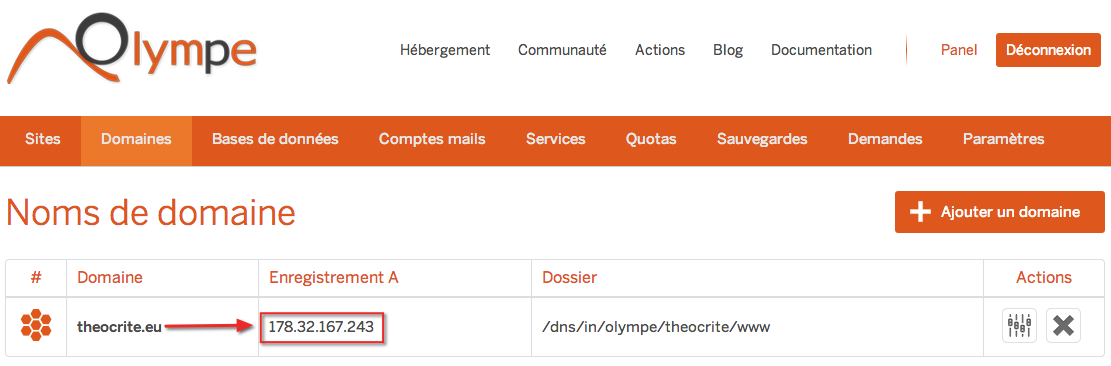 Olympe
Hébergement Communauté Actions Blog Documentation Panel Déconnexion
Sites Domaines Bases de données Comptes mails Services Quotas Sauvegardes Demandes Paramètres
Noms de domaine
Ajouter un domaine
# Domaine Enregistrement A Dossier Actions
theocrite.eu 178.32.167.243 /dns/in/olympe/theocrite/www